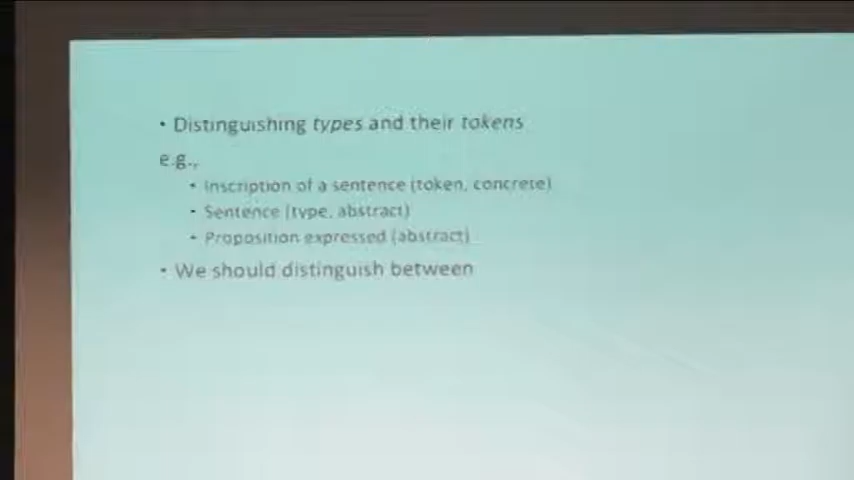 • Distinguishing types and their tokens
e.g.,
• Inscription of a sentence (token, concrete)
• Sentence (type, abstract)
• Proposition expressed (abstract)
• We should distinguish between